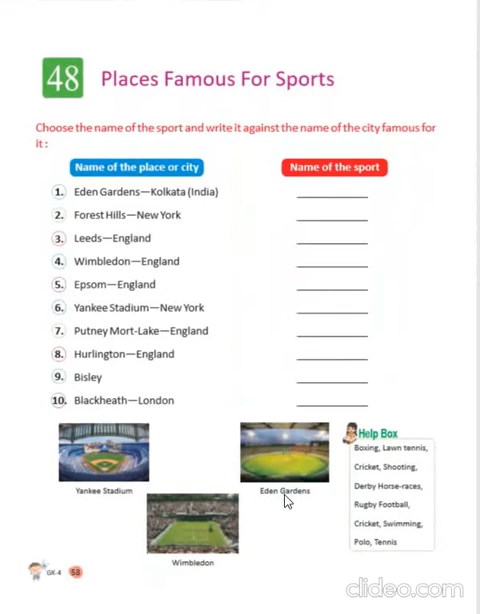 48 Places Famous For Sports
Choose the name of the sport and write it against the name of the city famous for
it :
Name of the place or city Name of the sport
1. Eden Gardens—Kolkata (India)
2. Forest Hills—New York
3. Leeds—England
4. Wimbledon—England
5. Epsom—England
6. Yankee Stadium—New York
7. Putney Mort-Lake—England
8. Hurlington—England
9. Bisley
10. Blackheath—London
Help Box
Boxing, Lawn tennis,
Cricket, Shooting,
Derby Horse-races,
Rugby Football,
Cricket, Swimming,
Polo, Tennis
Yankee Stadium
Eden Gardens
Wimbledon
GK-4 58
clideo.com